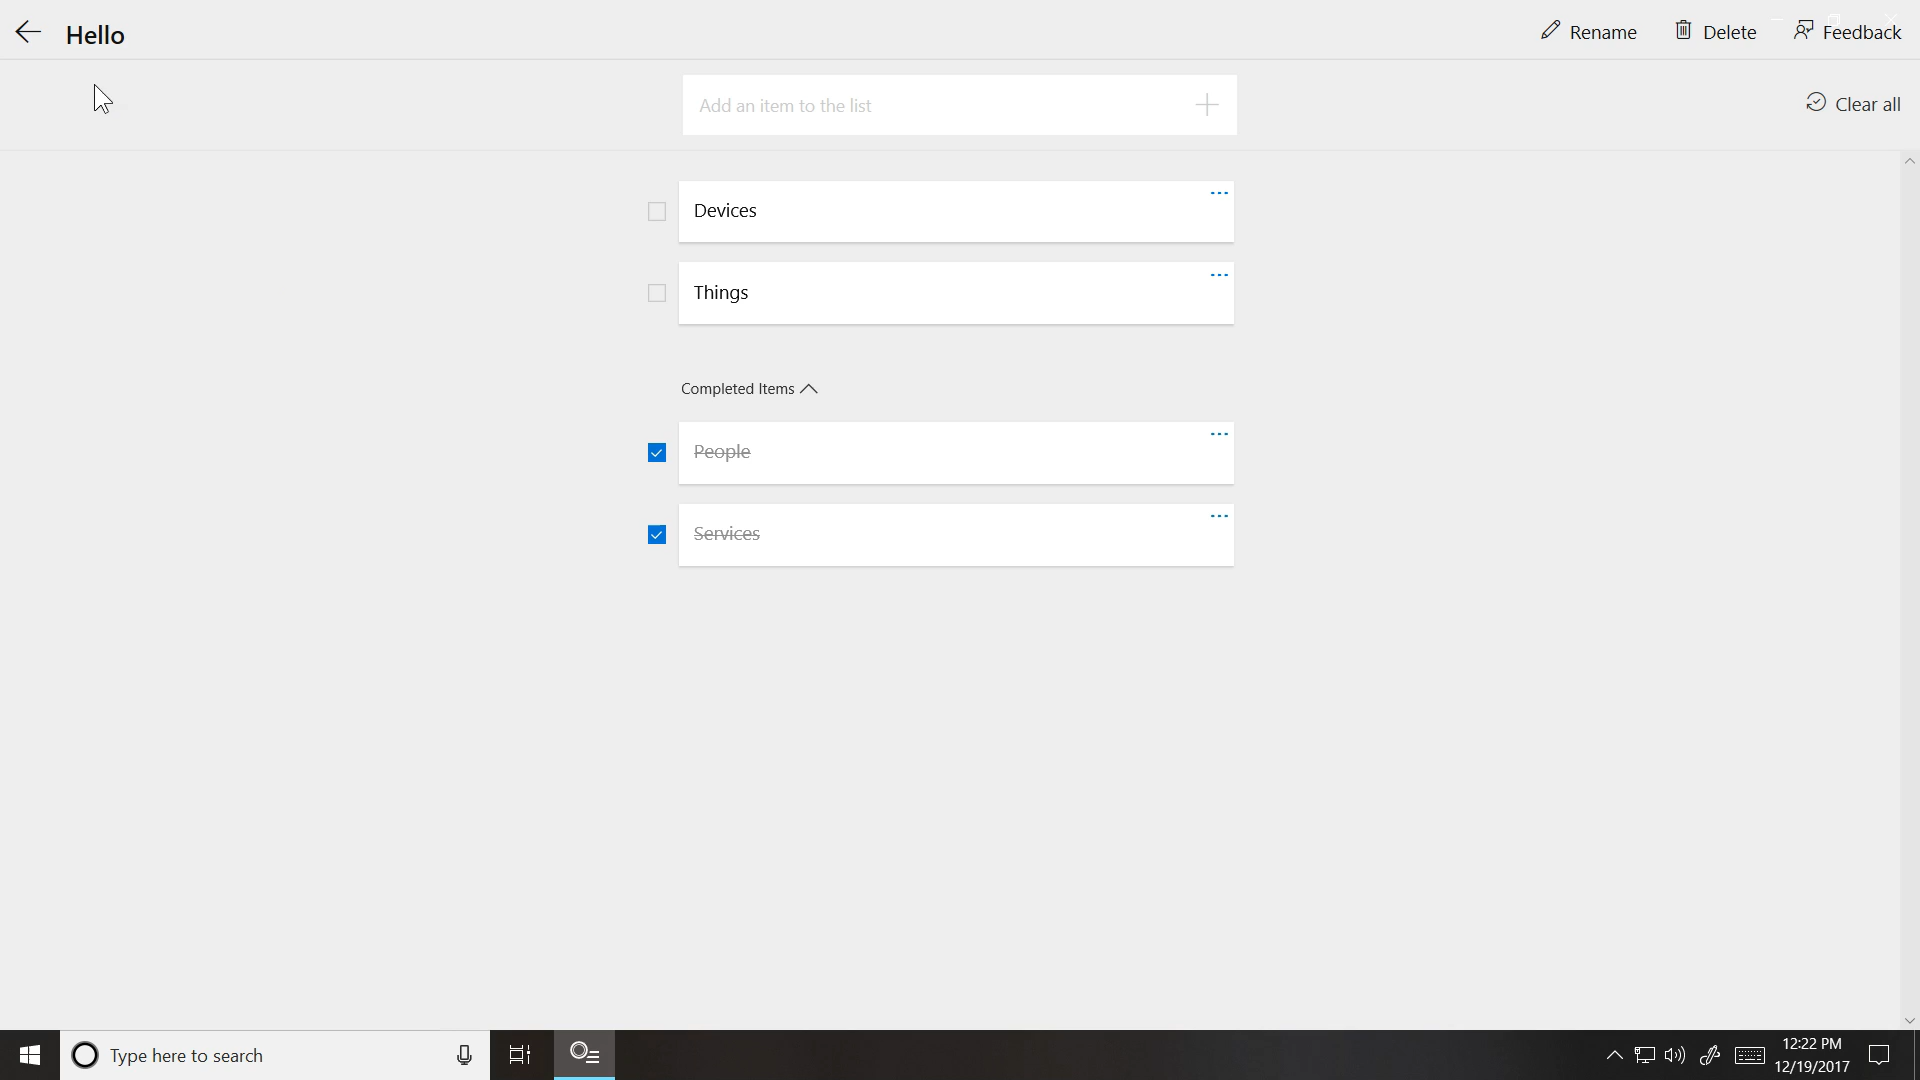 Hello
Rename
Delete
Feedback
Add an item to the list
Clear all
Devices
Things
Completed Items
People
Services
Type here to search
12:22 PM
12/19/2017